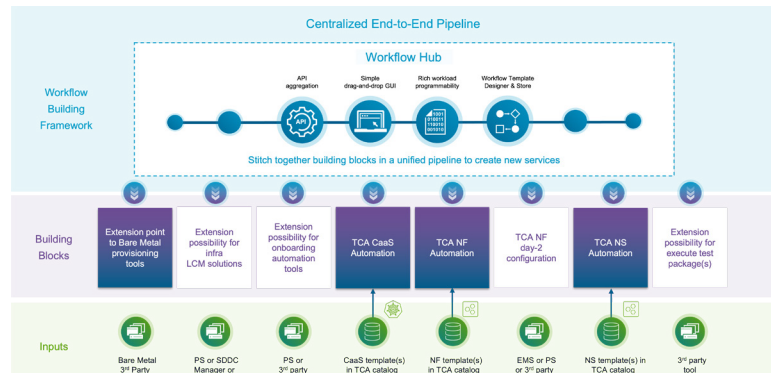 Centralized End-to-End Pipeline
Workflow
Building
Framework
Workflow Hub
API
aggregation
Simple
drag-and-drop GUI
Rich workload
programmability
Workflow Template
Designer & Store
API
1001
010011
110010
001010
Stitch together building blocks in a unified pipeline to create new services
Building
Blocks
Extension point
to Bare Metal
provisioning
tools
Extension
possibility for
infra
LCM solutions
Extension
possibility for
onboarding
automation
tools
TCA CaaS
Automation
TCA NF
Automation
TCA NF
day-2
configuration
TCA NS
Automation
Extension
possibility for
execute test
package(s)
Inputs
Bare Metal
3rd Party
PS or SDDC
Manager or
PS or
3rd party
CaaS template(s)
in TCA catalog
NF template(s)
in TCA catalog
EMS or PS
or 3rd party
NS template(s) in
TCA catalog
3rd party
tool